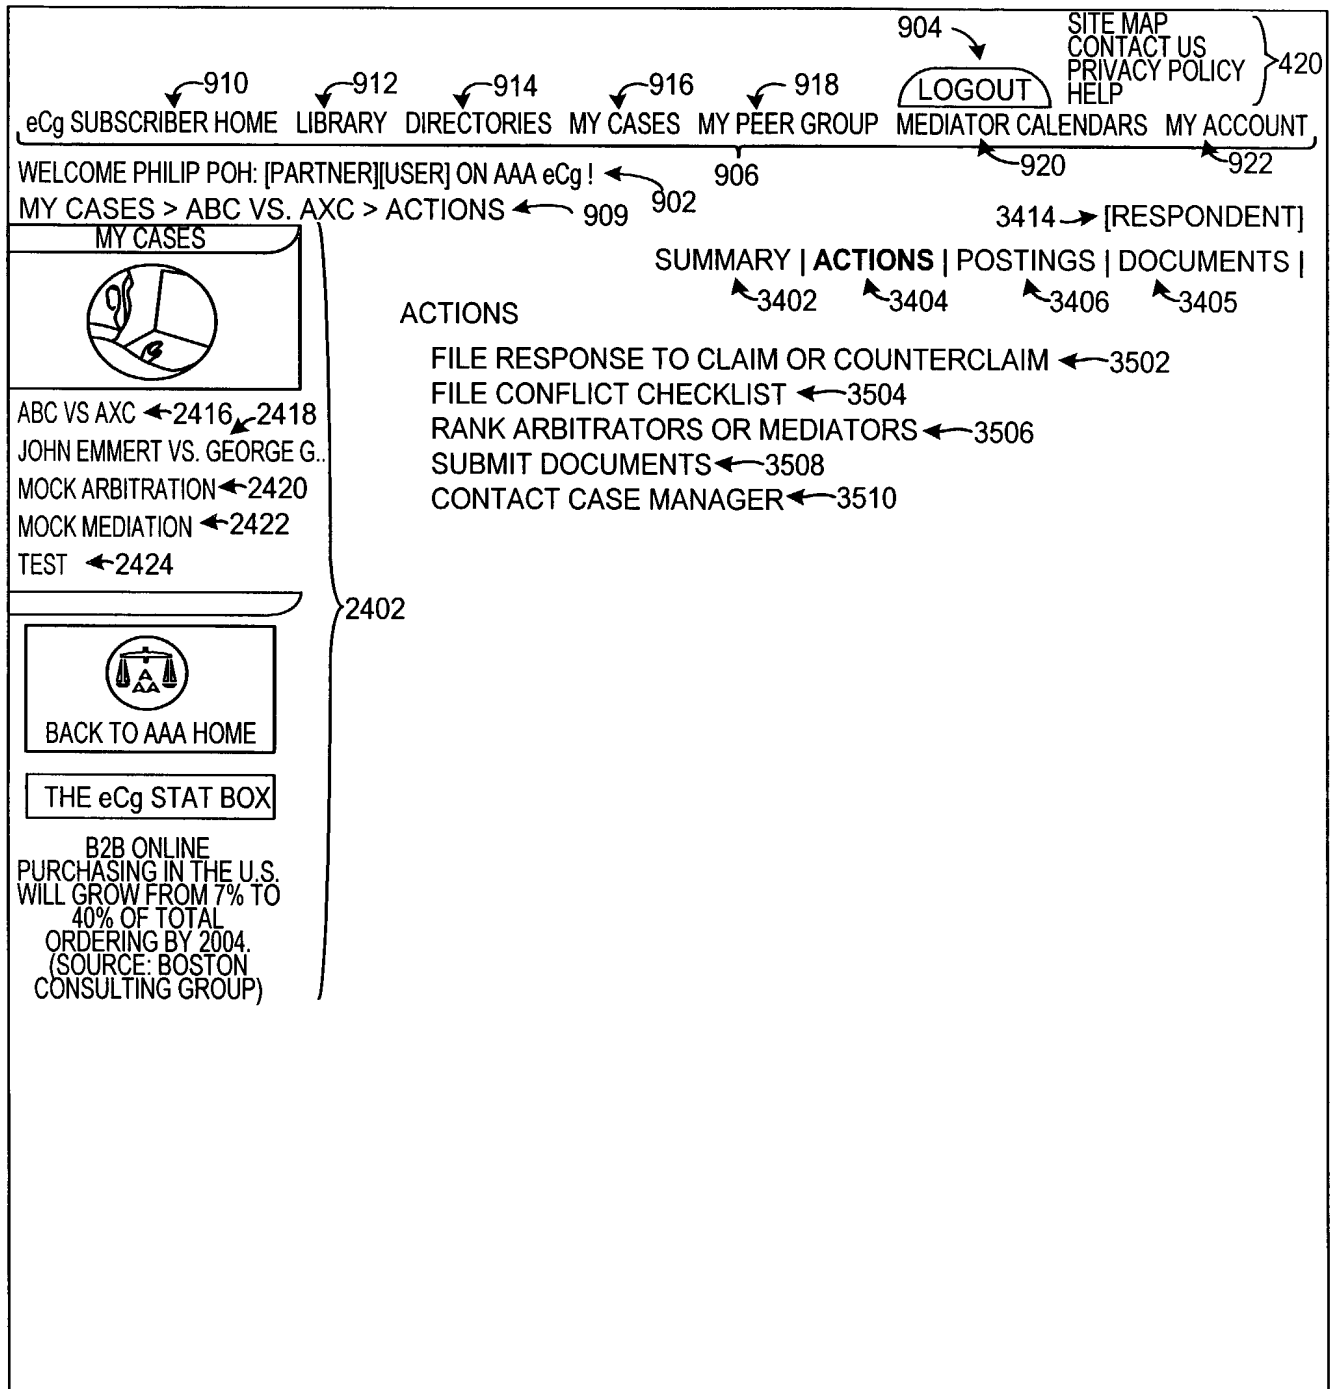 904
SITE MAP
CONTACT US
PRIVACY POLICY
HELP
420
910 912 914 916 918
LOGOUT
eCg SUBSCRIBER HOME LIBRARY DIRECTORIES MY CASES MY PEER GROUP MEDIATOR CALENDARS MY ACCOUNT
906 920 922
WELCOME PHILIP POH: [PARTNER][USER] ON AAA eCg !
902
MY CASES > ABC VS. AXC > ACTIONS 909
3414 [RESPONDENT]
MY CASES
SUMMARY | ACTIONS | POSTINGS | DOCUMENTS |
3402 3404 3406 3405
ACTIONS
FILE RESPONSE TO CLAIM OR COUNTERCLAIM 3502
FILE CONFLICT CHECKLIST 3504
RANK ARBITRATORS OR MEDIATORS 3506
SUBMIT DOCUMENTS 3508
CONTACT CASE MANAGER 3510
ABC VS AXC 2416 2418
JOHN EMMERT VS. GEORGE G..
MOCK ARBITRATION 2420
MOCK MEDIATION 2422
TEST 2424
2402
A
AA
BACK TO AAA HOME
THE eCg STAT BOX
B2B ONLINE
PURCHASING IN THE U.S.
WILL GROW FROM 7% TO
40% OF TOTAL
ORDERING BY 2004.
(SOURCE: BOSTON
CONSULTING GROUP)